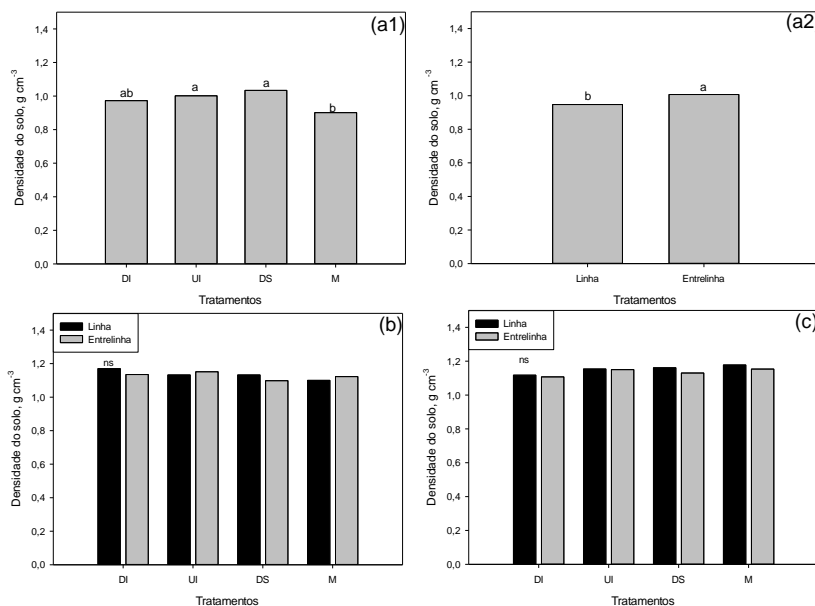 (a1)
Densidade do solo, g cm-3
1,4
1,2
1,0
0,8
0,6
0,4
0,2
0,0
ab
a
a
b
DI UI DS M
Tratamentos
(a2
Densidade do solo, g cm-3
1,4
1,2
1,0
0,8
0,6
0,4
0,2
0,0
b
a
Linha Entrelinha
Tratamentos
Linha
Entrelinha
(b)
Densidade do solo, g cm-3
1,4
1,2
1,0
0,8
0,6
0,4
0,2
0,0
ns
DI UI DS M
Tratamentos
Linha
Entrelinha
(c)
Densidade do solo, g cm-3
1,4
1,2
1,0
0,8
0,6
0,4
0,2
0,0
ns
DI UI DS M
Tratamentos